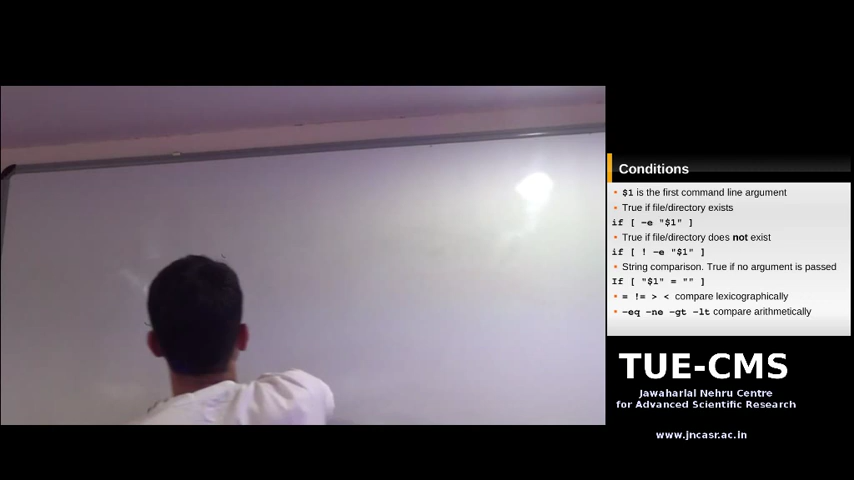 Conditions
$1 is the first command line argument
True if file/directory exists
if [ -e "$1" ]
True if file/directory does not exist
if [ ! -e "$1" ]
String comparison. True if no argument is passed
If [ "$1" = "" ]
= != > < compare lexicographically
-eq -ne -gt -lt compare arithmetically
TUE-CMS
Jawaharlal Nehru Centre
for Advanced Scientific Research
www.jncasr.ac.in